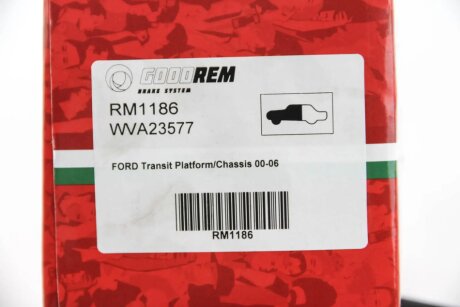 GOODREM
BRAKE SYSTEM
RM1186
WVA23577
FORD Transit Platform/Chassis 00-06
RM1186